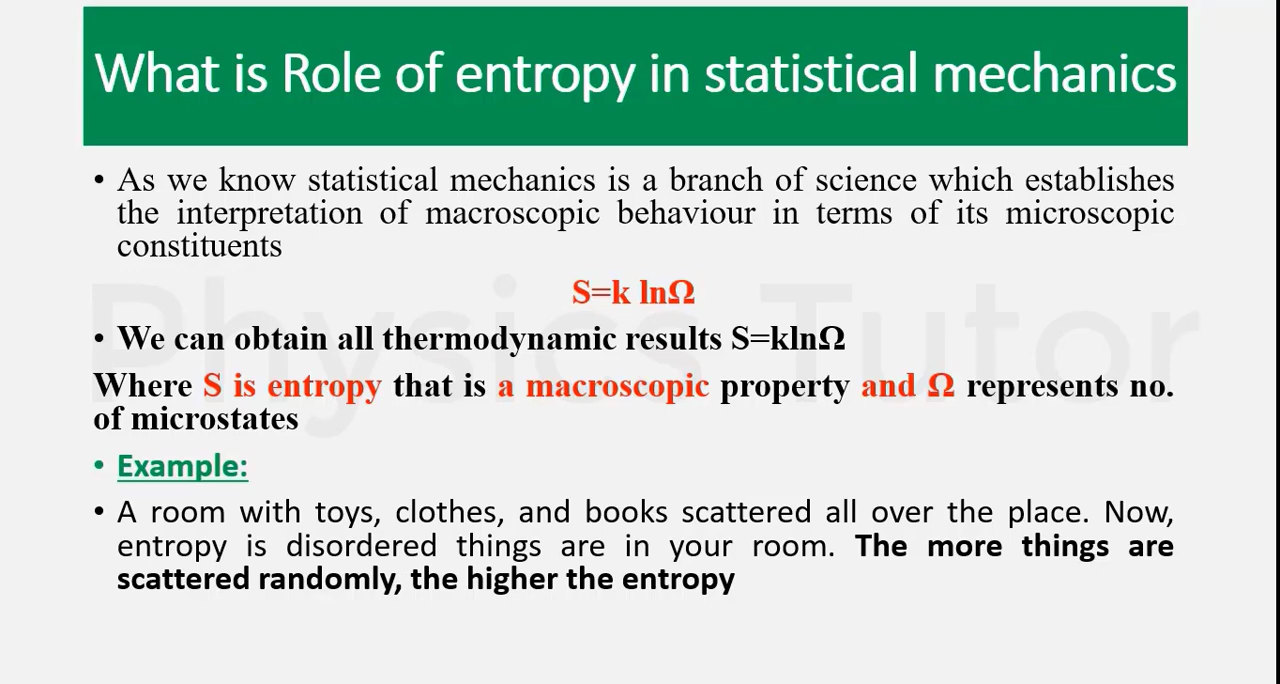 What is Role of entropy in statistical mechanics
• As we know statistical mechanics is a branch of science which establishes
the interpretation of macroscopic behaviour in terms of its microscopic
constituents
S=k lnΩ
• We can obtain all thermodynamic results S=klnΩ
Where S is entropy that is a macroscopic property and Ω represents no.
of microstates
• Example:
• A room with toys, clothes, and books scattered all over the place. Now,
entropy is disordered things are in your room. The more things are
scattered randomly, the higher the entropy
Physics Tutor